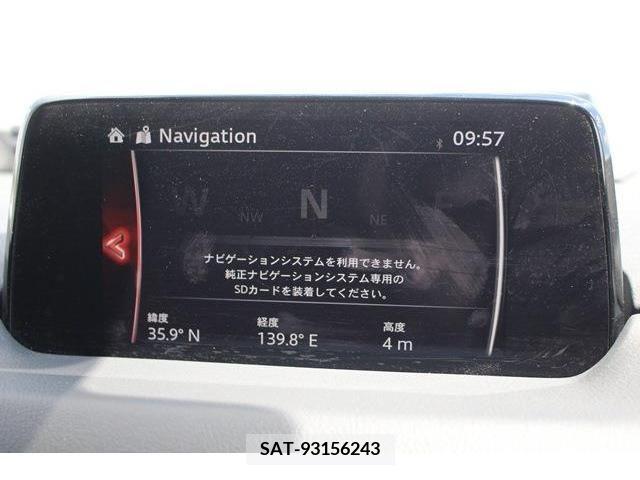 Navigation
09:57
W NW N NE E
ナビゲーションシステムを利用できません。
純正ナビゲーションシステム専用の
SDカードを装着してください。
緯度 経度 高度
35.9° N 139.8° E 4 m
SAT-93156243